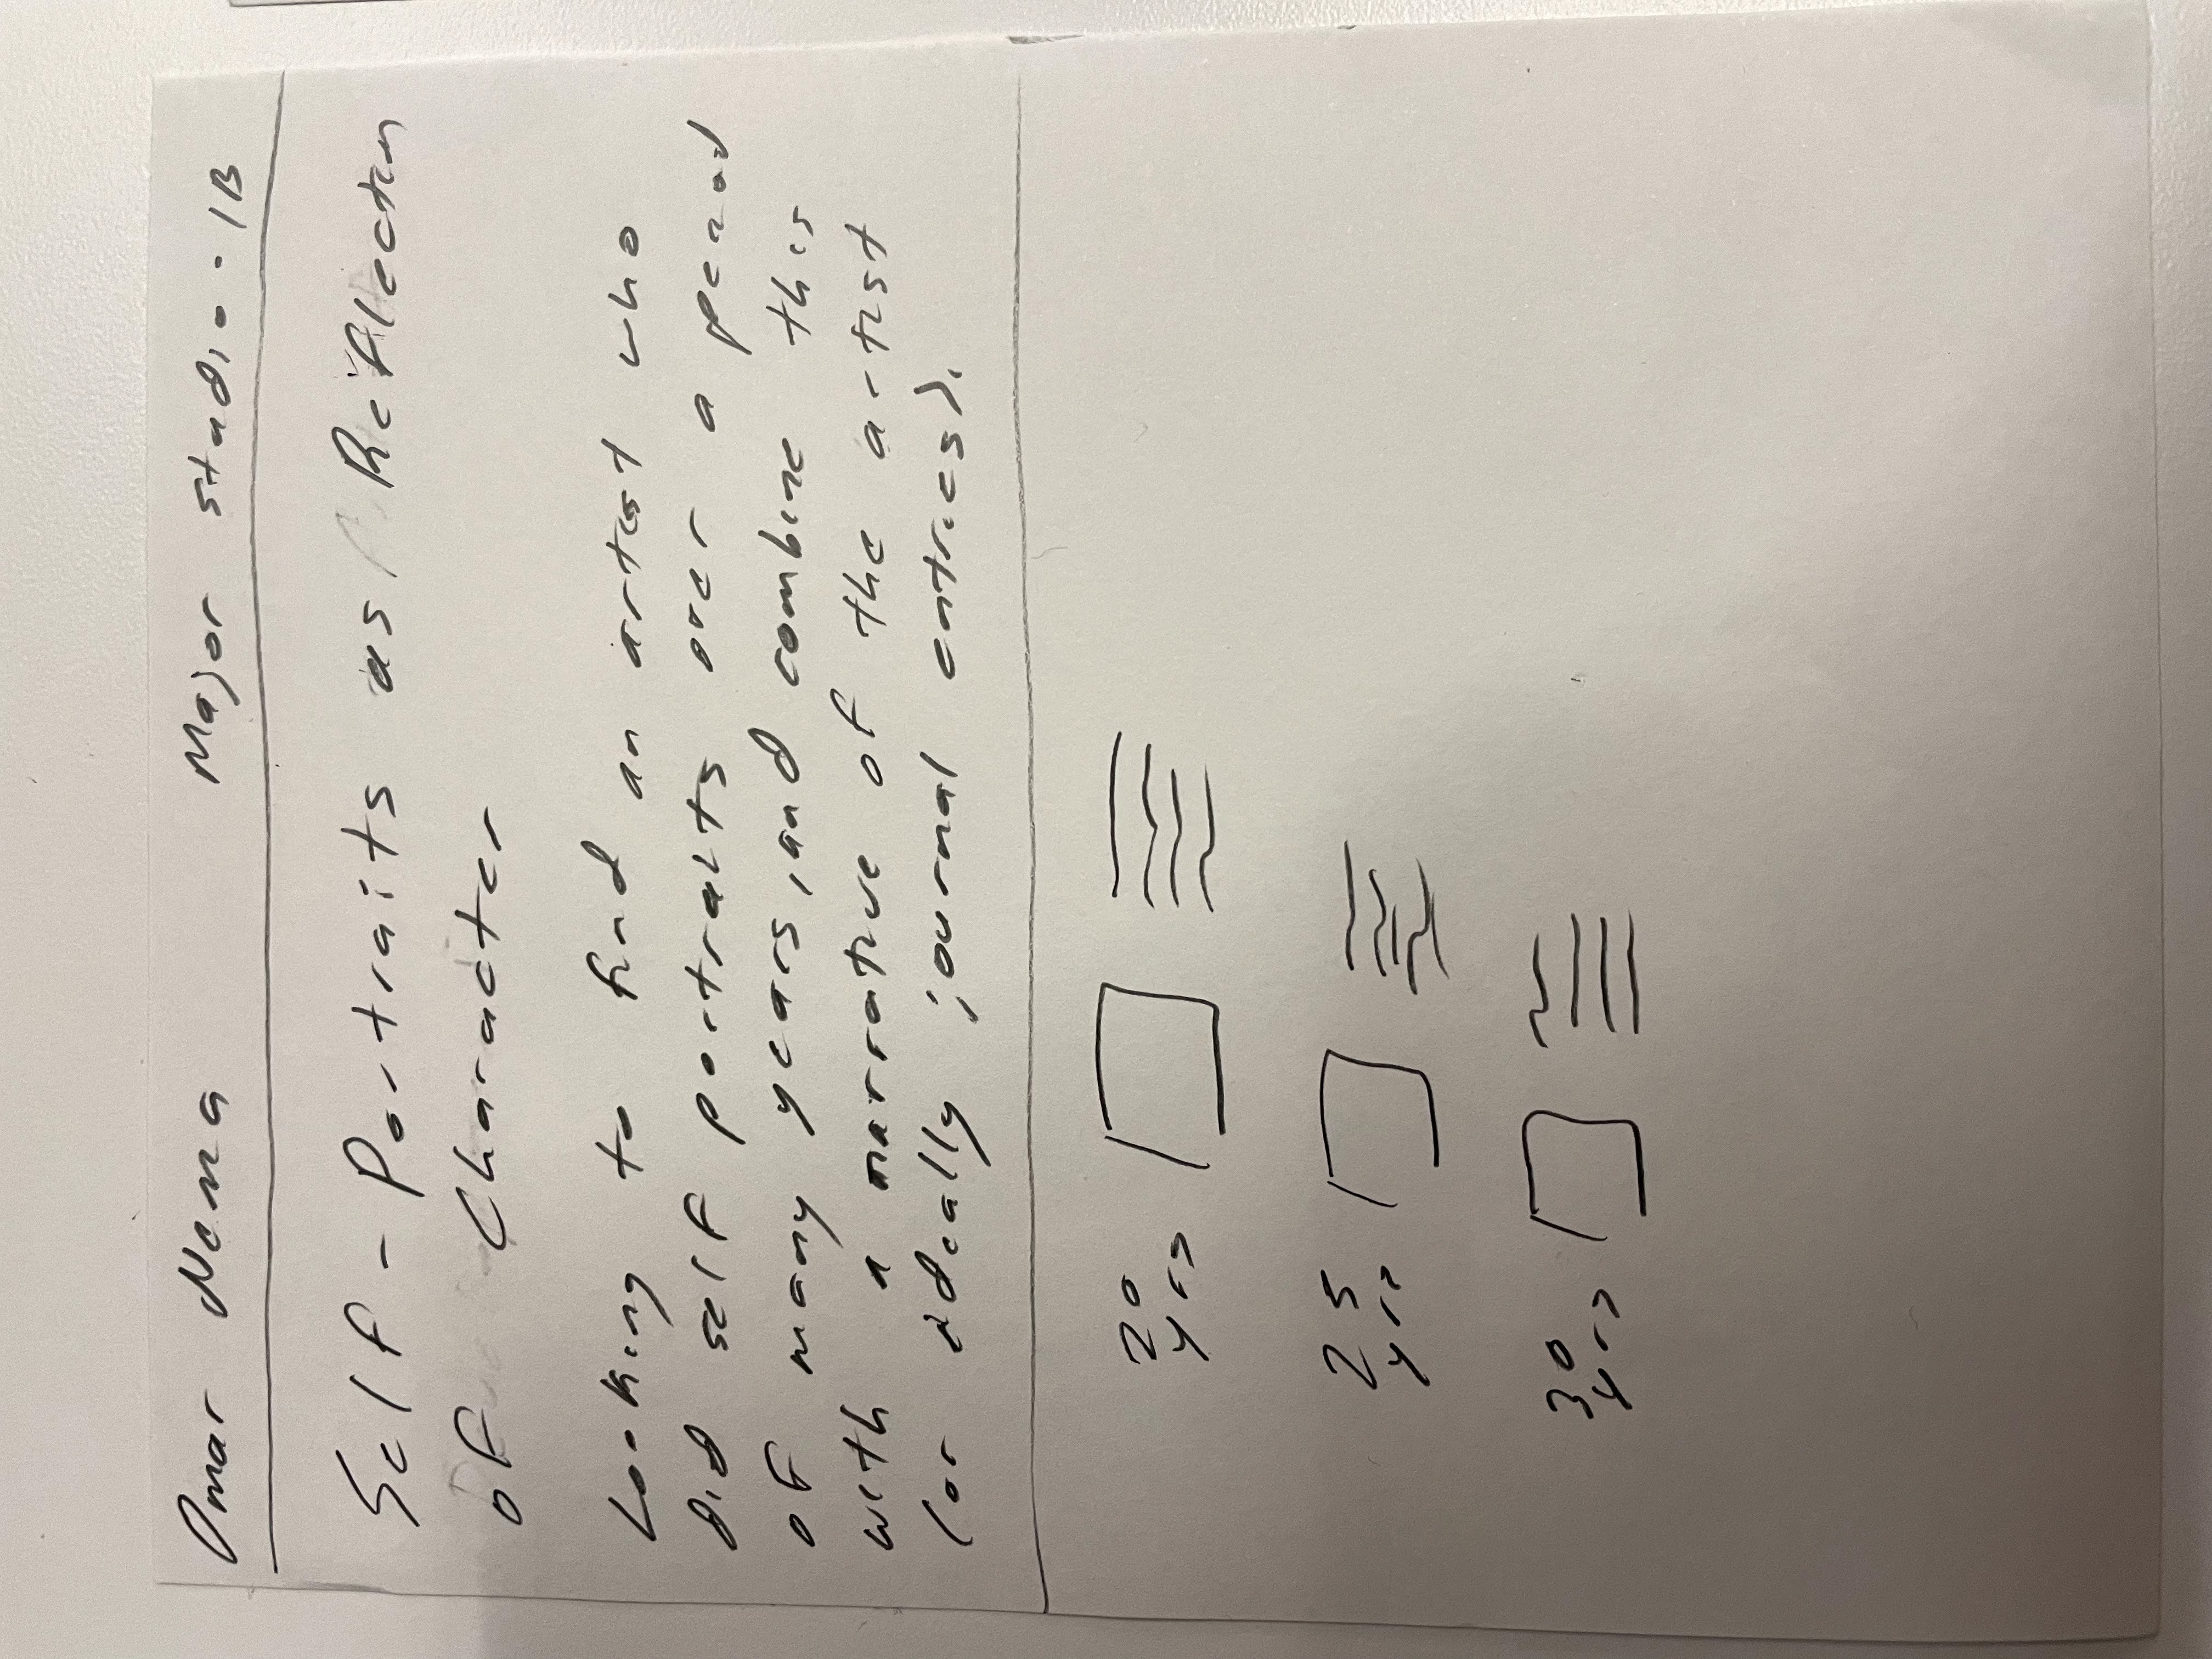 Omar Nema Major Studio - 1B
Self-Portraits as Reflection
of Character
Looking to find an artist who
did self portraits over a period
of many years, and combine this
with a narrative of the artist
(or ideally journal entries).
20
yrs
25
yrs
30
yrs